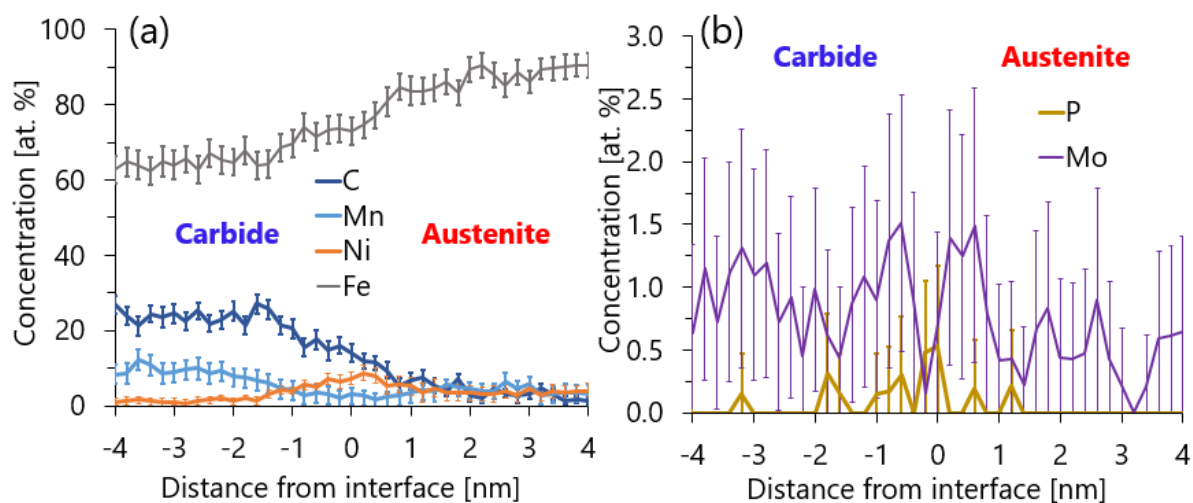 (a)
Concentration [at. %]
100
80
60
40
20
0
C
Mn
Ni
Fe
Carbide
Austenite
-4 -3 -2 -1 0 1 2 3 4
Distance from interface [nm]
(b)
Concentration [at. %]
3.0
2.5
2.0
1.5
1.0
0.5
0.0
Carbide
Austenite
P
Mo
-4 -3 -2 -1 0 1 2 3 4
Distance from interface [nm]